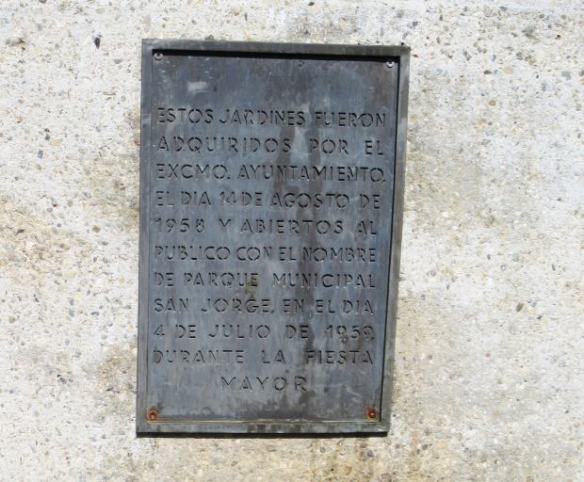 ESTOS JARDINES FUERON
ADQUIRIDOS POR EL
EXCMO. AYUNTAMIENTO,
EL DIA 14 DE AGOSTO DE
1958 Y ABIERTOS AL
PUBLICO CON EL NOMBRE
DE PARQUE MUNICIPAL
SAN JORGE, EN EL DIA
4 DE JULIO DE 1959,
DURANTE LA FIESTA
MAYOR